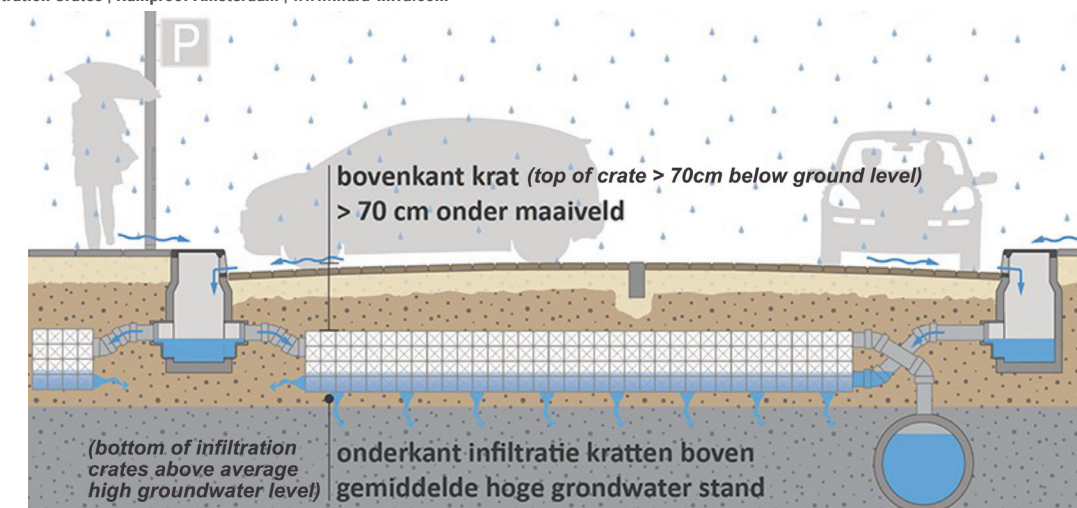 P
bovenkant krat (top of crate > 70cm below ground level)
> 70 cm onder maaiveld
(bottom of infiltration
crates above average
high groundwater level)
onderkant infiltratie kratten boven
gemiddelde hoge grondwater stand